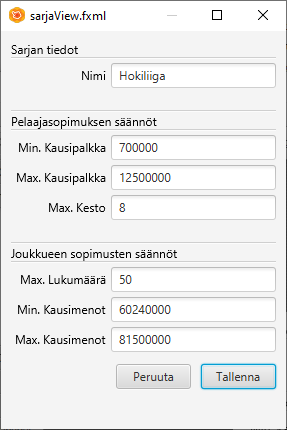 sarjaView.fxml
Sarjan tiedot
Nimi Hokiliiga
Pelaajasopimuksen säännöt
Min. Kausipalkka 700000
Max. Kausipalkka 12500000
Max. Kesto 8
Joukkueen sopimusten säännöt
Max. Lukumäärä 50
Min. Kausimenot 60240000
Max. Kausimenot 81500000
Peruuta Tallenna